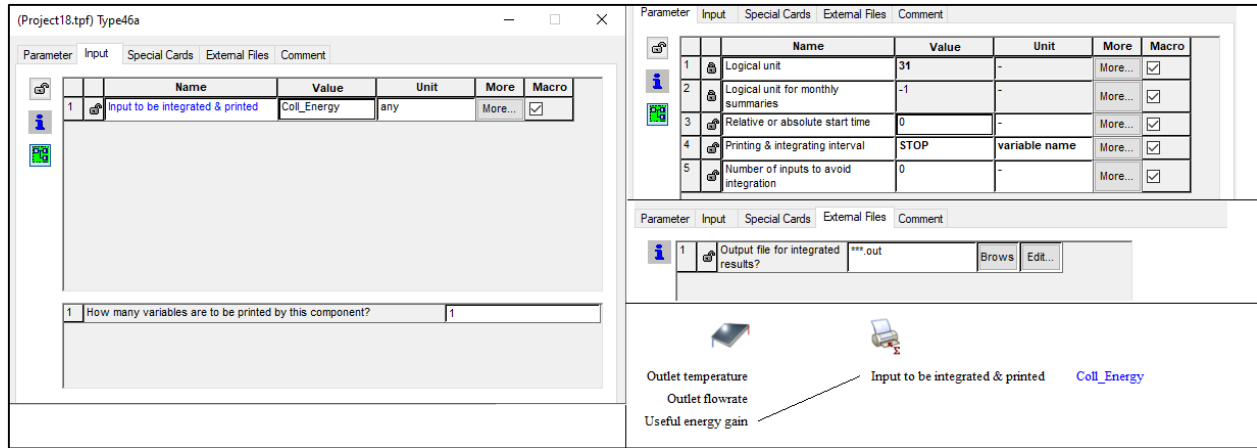 (Project18.tpf) Type46a
Parameter Input Special Cards External Files Comment
Name Value Unit More Macro
1 Input to be integrated & printed Coll_Energy any More...
1 How many variables are to be printed by this component? 1
Parameter Input Special Cards External Files Comment
Name Value Unit More Macro
1 Logical unit 31 - More...
2 Logical unit for monthly
summaries -1 - More...
3 Relative or absolute start time 0 - More...
4 Printing & integrating interval STOP variable name More...
5 Number of inputs to avoid
integration 0 - More...
Parameter Input Special Cards External Files Comment
1 Output file for integrated
results? ***.out Brows Edit...
Σ
Outlet temperature Input to be integrated & printed Coll_Energy
Outlet flowrate
Useful energy gain